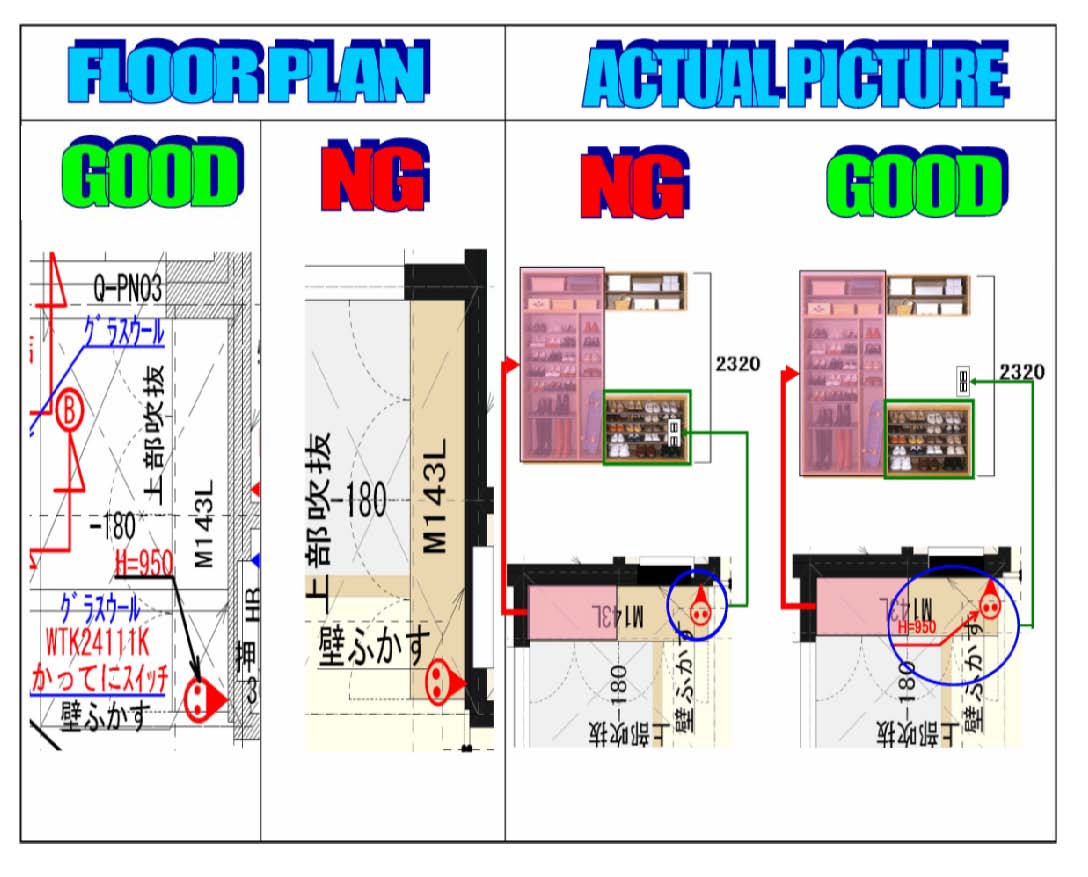 FLOOR PLAN
ACTUAL PICTURE
GOOD
NG
NG
GOOD
Q-PN03
グラスウール
B
上部吹抜
M143L
-180
H=950
グラスウール
WTK24111K
かってにスイッチ
壁ふかす
HR
上部吹抜
-180
M143L
壁ふかす
2320
M143L
壁ふかす
-180
上部吹抜
2320
M143L
H=950
壁ふかす
-180
上部吹抜